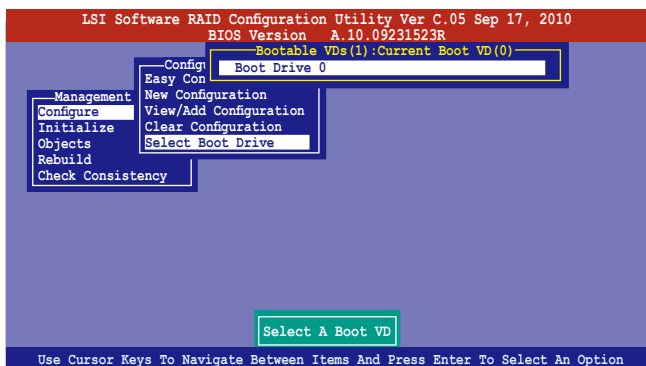 LSI Software RAID Configuration Utility Ver C.05 Sep 17, 2010
BIOS Version A.10.09231523R
Bootable VDs(1):Current Boot VD(0)
Boot Drive 0
Configu
Easy Con
New Configuration
View/Add Configuration
Clear Configuration
Select Boot Drive
Management
Configure
Initialize
Objects
Rebuild
Check Consistency
Select A Boot VD
Use Cursor Keys To Navigate Between Items And Press Enter To Select An Option